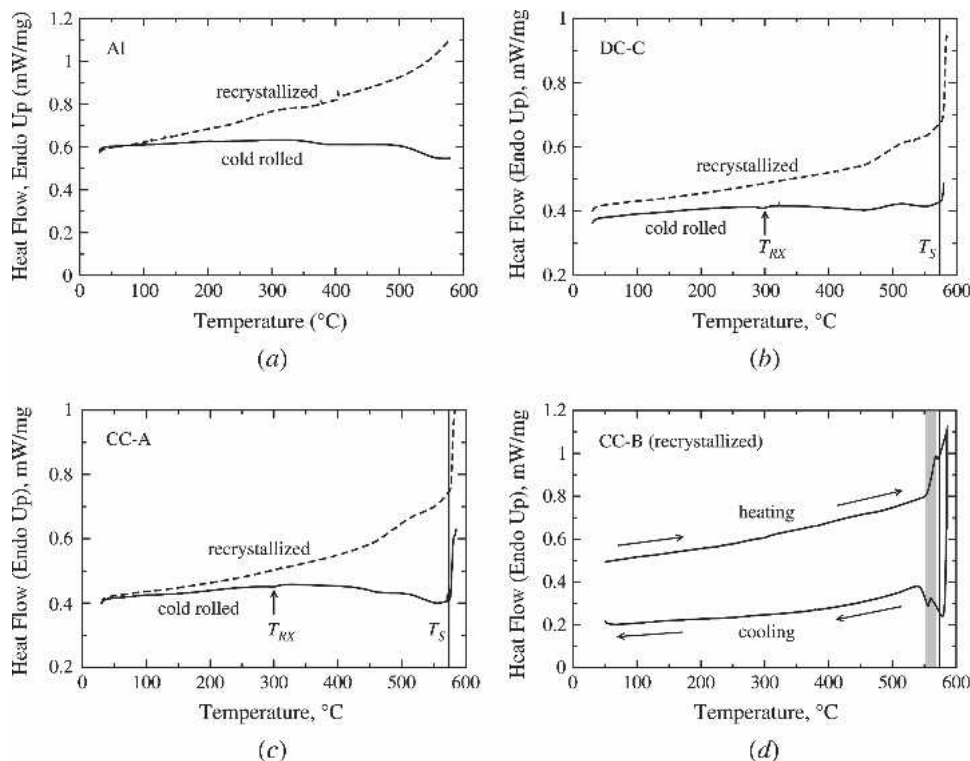 Heat Flow, Endo Up (mW/mg)
1.2
1
0.8
0.6
0.4
0.2
0
Al
recrystallized
cold rolled
0 100 200 300 400 500 600
Temperature (°C)
(a)
Heat Flow (Endo Up), mW/mg
1
0.8
0.6
0.4
0.2
DC-C
recrystallized
cold rolled
T_RX
T_S
0 100 200 300 400 500 600
Temperature, °C
(b)
Heat Flow (Endo Up), mW/mg
1
0.8
0.6
0.4
0.2
CC-A
recrystallized
cold rolled
T_RX
T_S
0 100 200 300 400 500 600
Temperature, °C
(c)
Heat Flow (Endo Up), mW/mg
1.2
1
0.8
0.6
0.4
0.2
0
CC-B (recrystallized)
heating
cooling
0 100 200 300 400 500 600
Temperature, °C
(d)